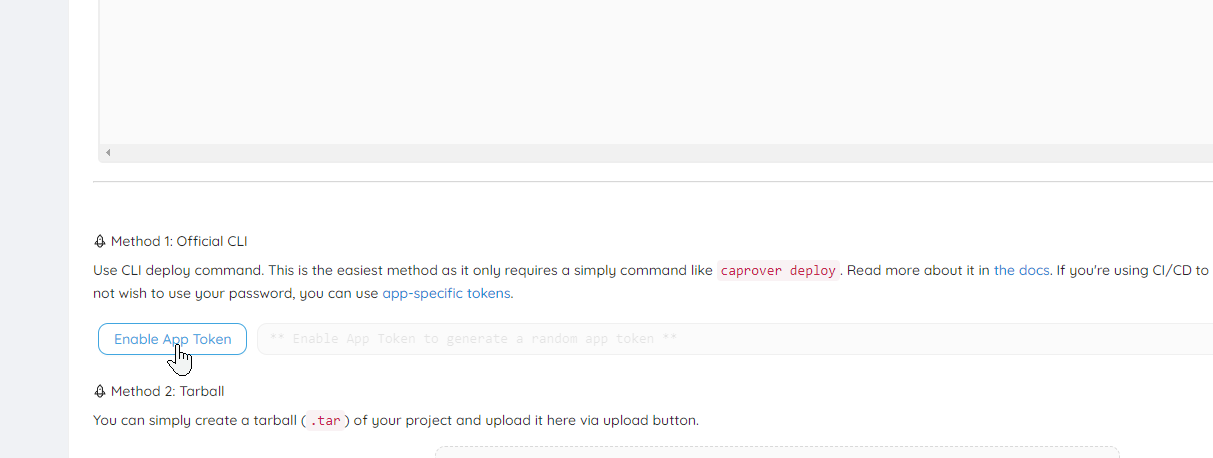 Method 1: Official CLI
Use CLI deploy command. This is the easiest method as it only requires a simply command like caprover deploy. Read more about it in the docs. If you're using CI/CD to
not wish to use your password, you can use app-specific tokens.
Enable App Token ** Enable App Token to generate a random app token **
Method 2: Tarball
You can simply create a tarball (.tar) of your project and upload it here via upload button.